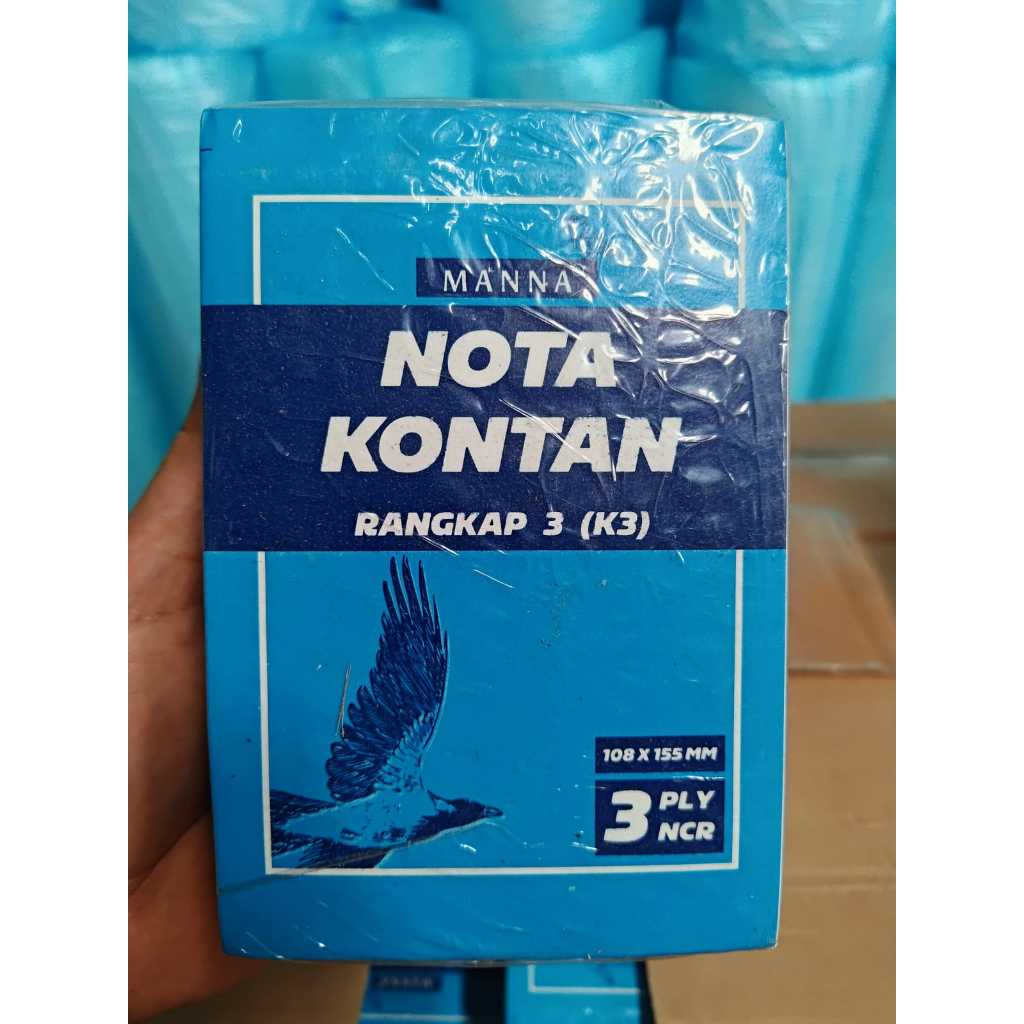 MANNA
NOTA
KONTAN
RANGKAP 3 (K3)
108 X 155 MM
3 PLY
NCR